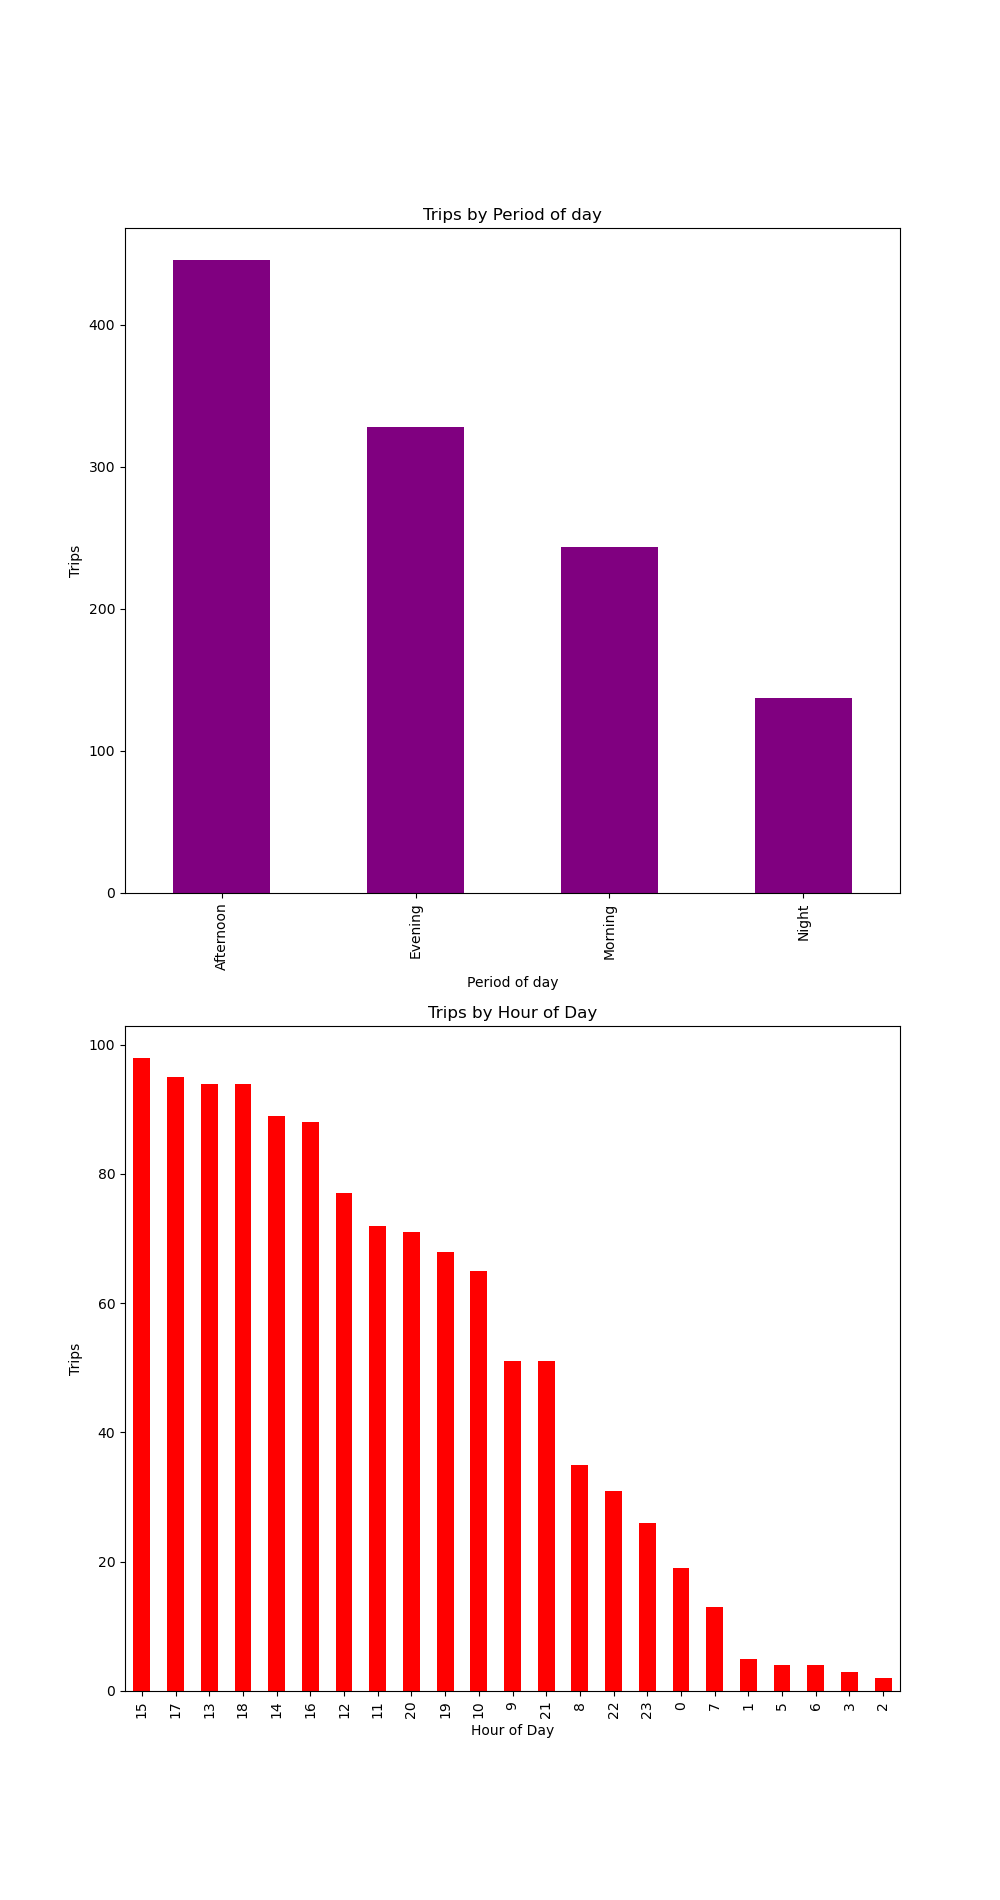 Trips by Period of day
400
300
200
100
0
Trips
Afternoon
Evening
Morning
Night
Period of day
Trips by Hour of Day
100
80
60
40
20
0
Trips
15 17 13 18 14 16 12 11 20 19 10 9 21 8 22 23 0 7 1 5 6 3 2
Hour of Day